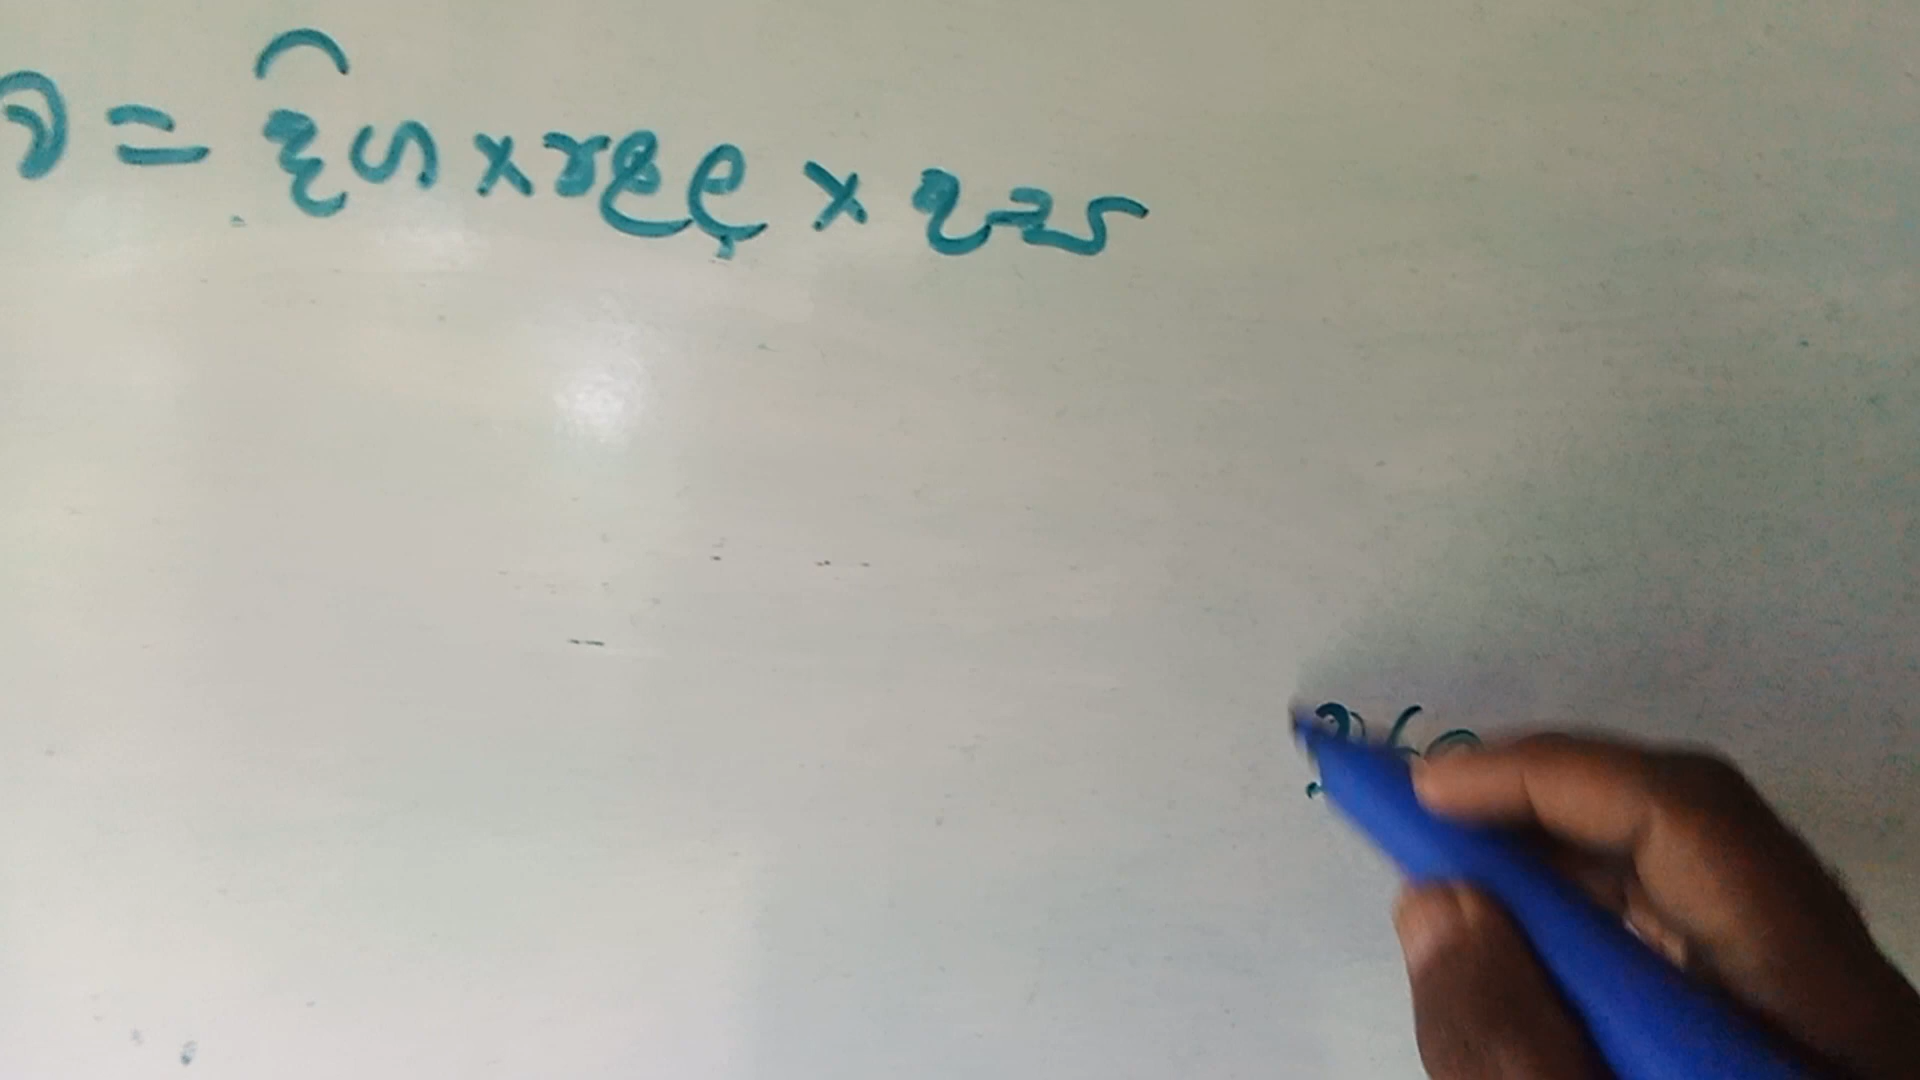 ව = දිග × පළල × උස